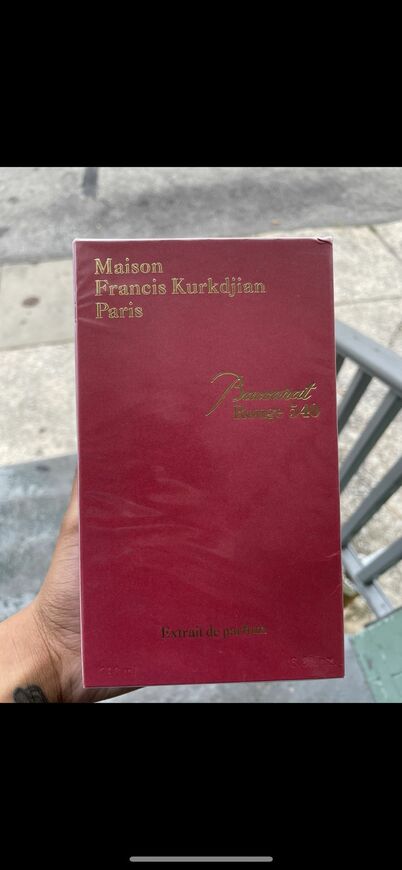 Maison
Francis Kurkdjian
Paris
Baccarat
Rouge 540
Extrait de parfum